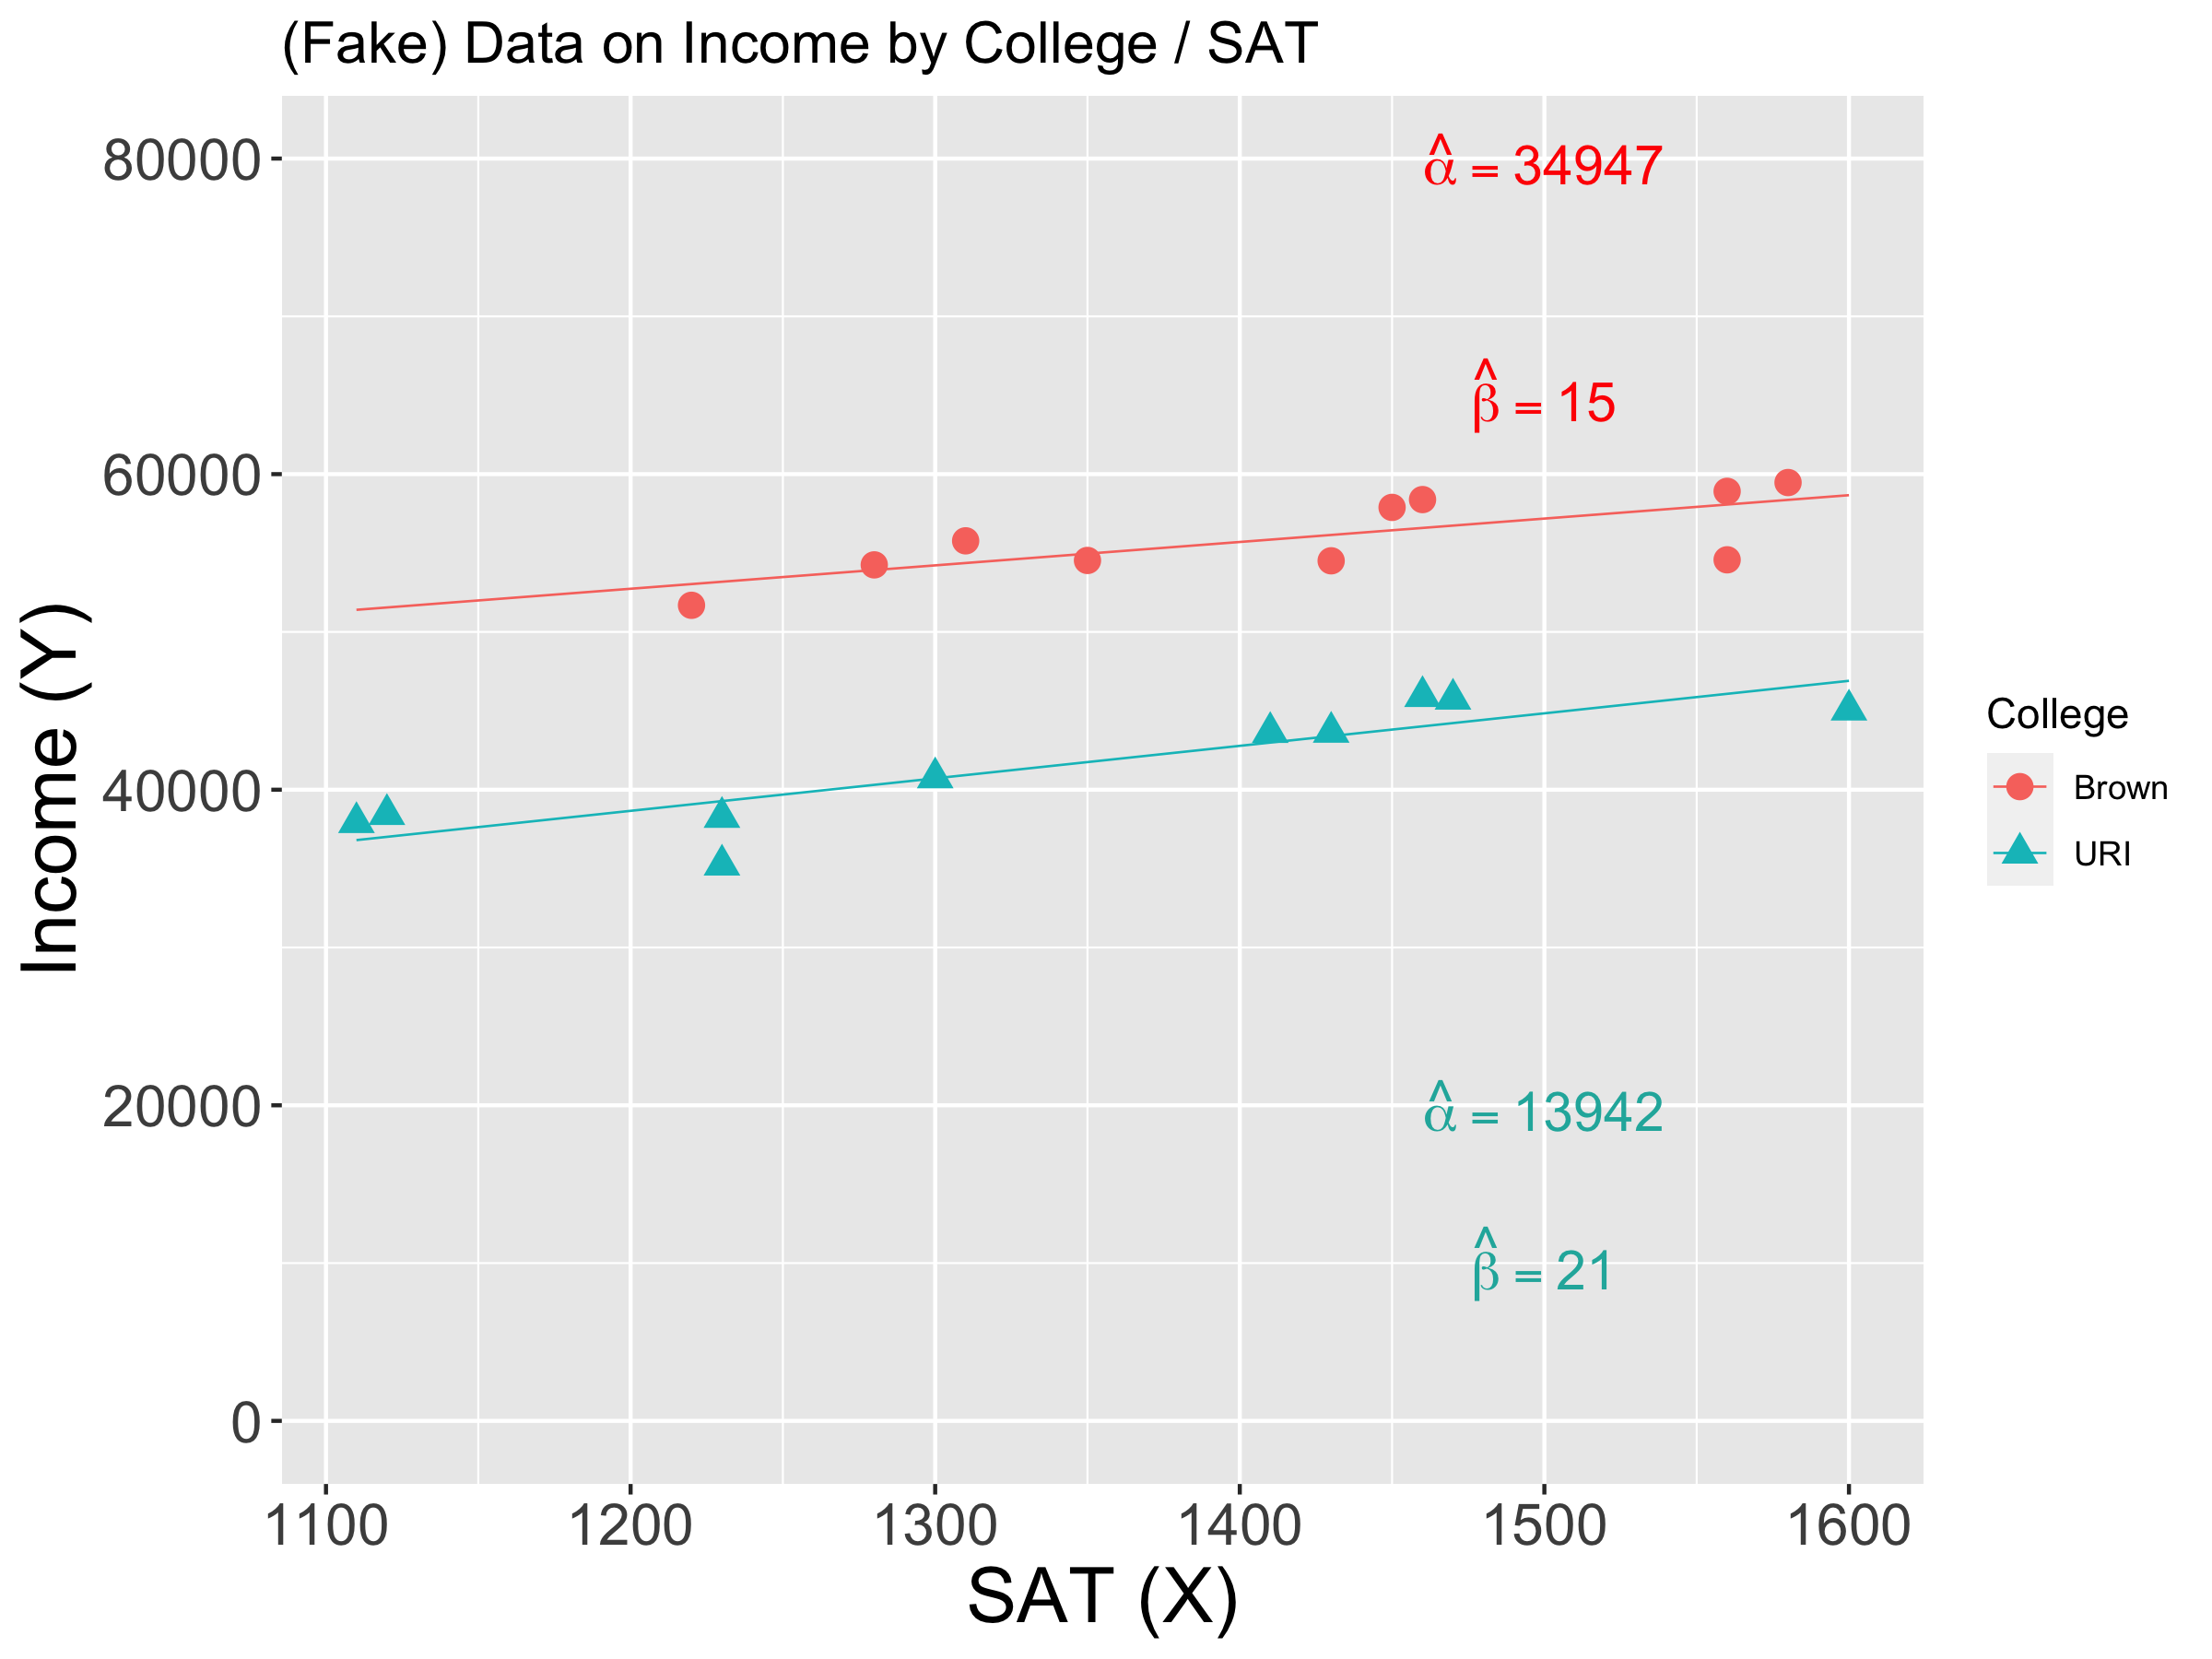 (Fake) Data on Income by College / SAT
80000
60000
40000
20000
0
Income (Y)
α̂ = 34947
β̂ = 15
α̂ = 13942
β̂ = 21
1100 1200 1300 1400 1500 1600
SAT (X)
College
Brown
URI